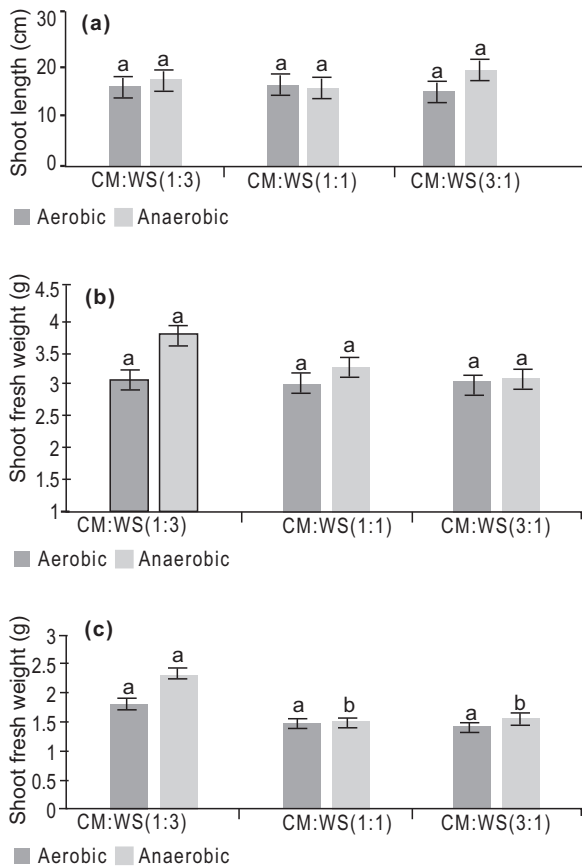 (a)
Shoot length (cm)
30
20
10
0
a a a a a a
CM:WS(1:3) CM:WS(1:1) CM:WS(3:1)
Aerobic Anaerobic
(b)
Shoot fresh weight (g)
4.5
4
3.5
3
2.5
2
1.5
1
a a a a a a
CM:WS(1:3) CM:WS(1:1) CM:WS(3:1)
Aerobic Anaerobic
(c)
Shoot fresh weight (g)
3
2.5
2
1.5
1
0.5
0
a a a b a b
CM:WS(1:3) CM:WS(1:1) CM:WS(3:1)
Aerobic Anaerobic